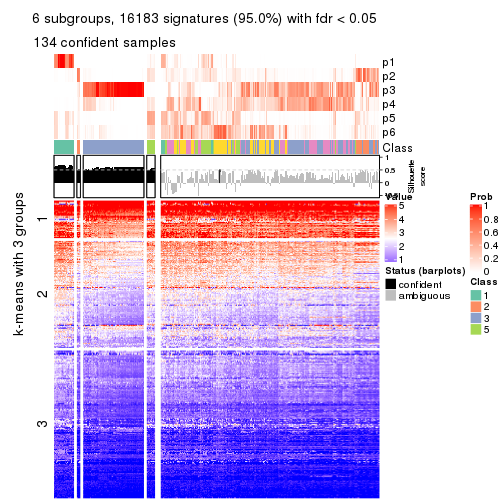 6 subgroups, 16183 signatures (95.0%) with fdr < 0.05
134 confident samples
p1
p2
p3
p4
p5
p6
Class
1
0.5
0
Silhouette
score
k-means with 3 groups
1
2
3
Value
5
4
3
2
1
Status (barplots)
confident
ambiguous
Prob
1
0.8
0.6
0.4
0.2
0
Class
1
2
3
5